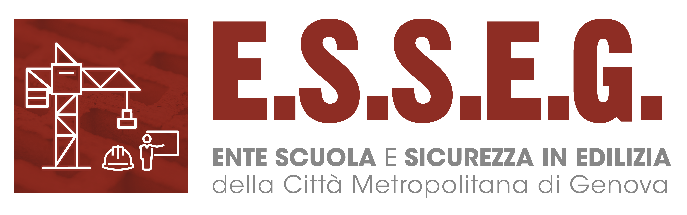 E.S.S.E.G.
ENTE SCUOLA E SICUREZZA IN EDILIZIA
della Città Metropolitana di Genova